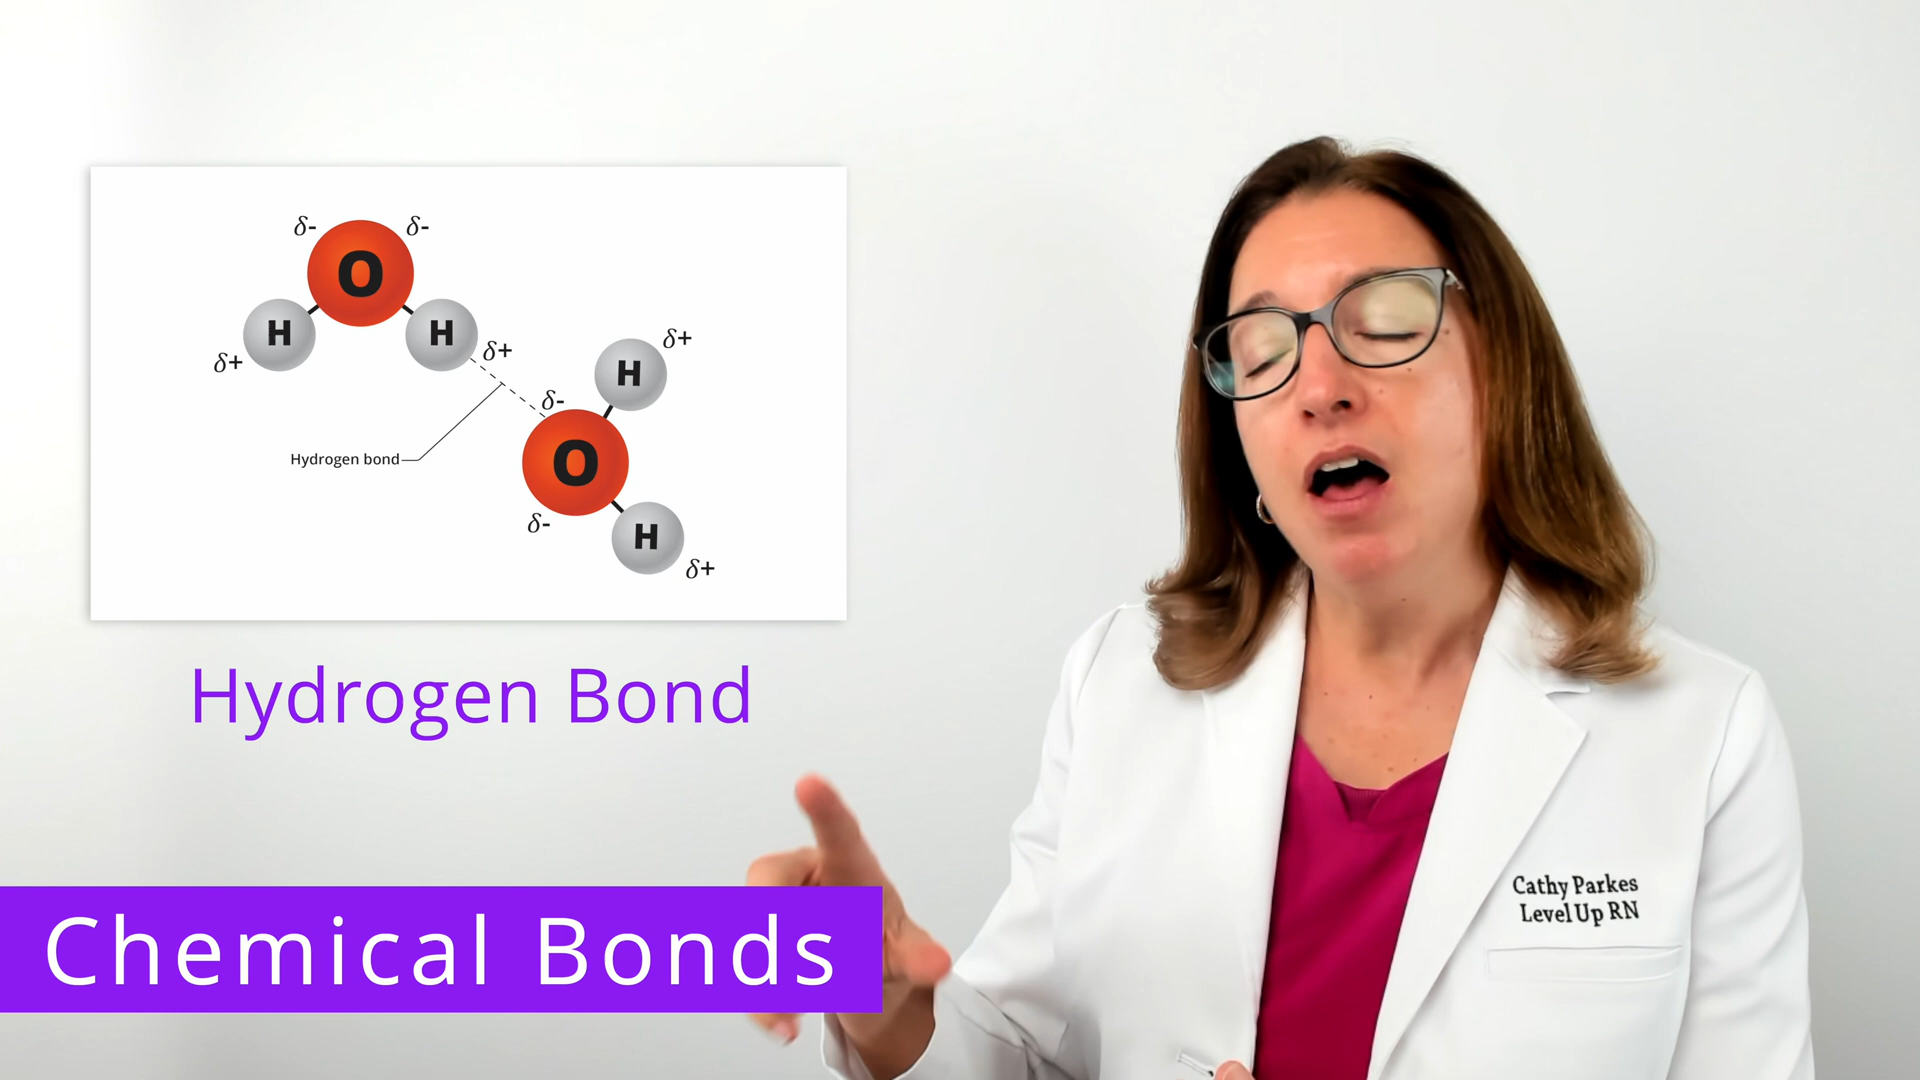 δ- δ-
O
H H
δ+ δ+
δ+
H
δ-
O
Hydrogen bond
δ-
H
δ+
Hydrogen Bond
Chemical Bonds
Cathy Parkes
Level Up RN